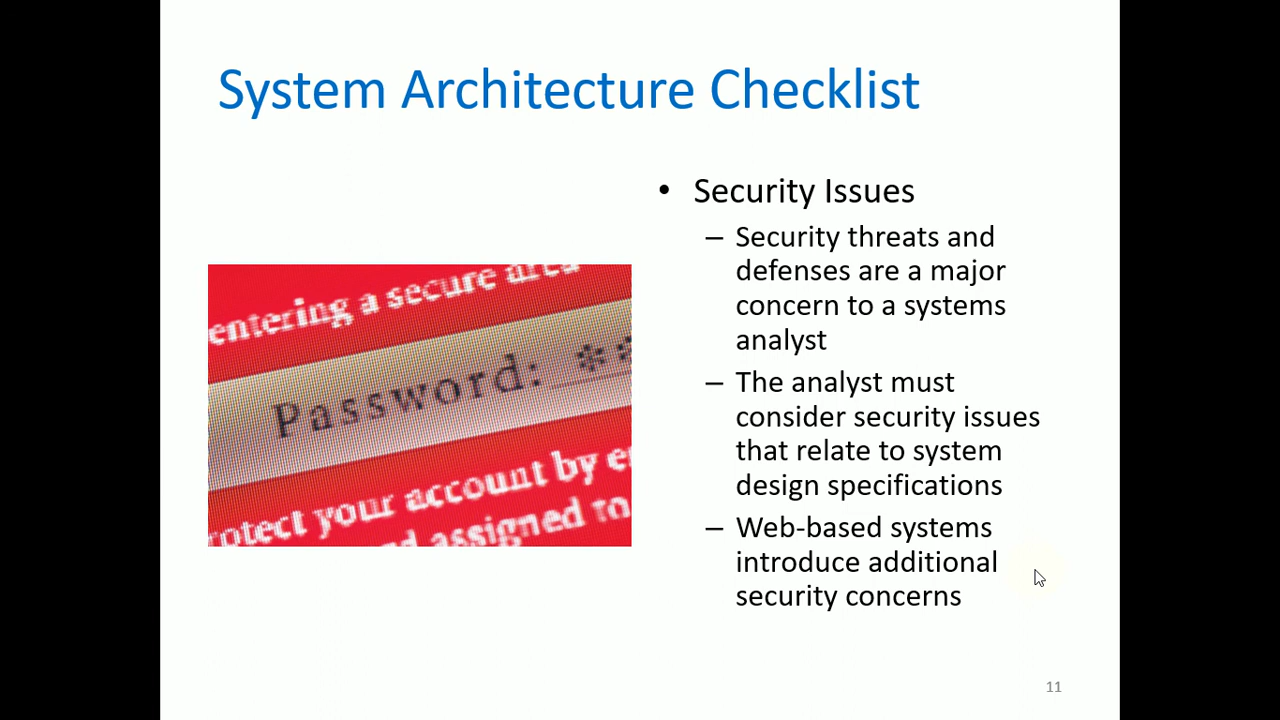 System Architecture Checklist
• Security Issues
– Security threats and
defenses are a major
concern to a systems
analyst
– The analyst must
consider security issues
that relate to system
design specifications
– Web-based systems
introduce additional
security concerns
entering a secure area
Password: **
your account by
assigned to
11